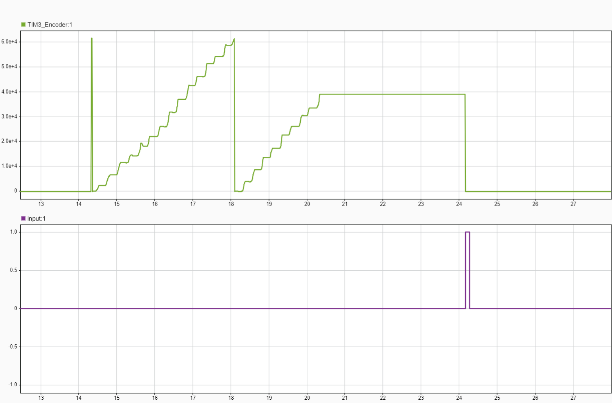 TIM3_Encoder:1
6.0e+4
5.0e+4
4.0e+4
3.0e+4
2.0e+4
1.0e+4
0
13 14 15 16 17 18 19 20 21 22 23 24 25 26 27
Input:1
1.0
0.5
0
0.5
1.0
13 14 15 16 17 18 19 20 21 22 23 24 25 26 27